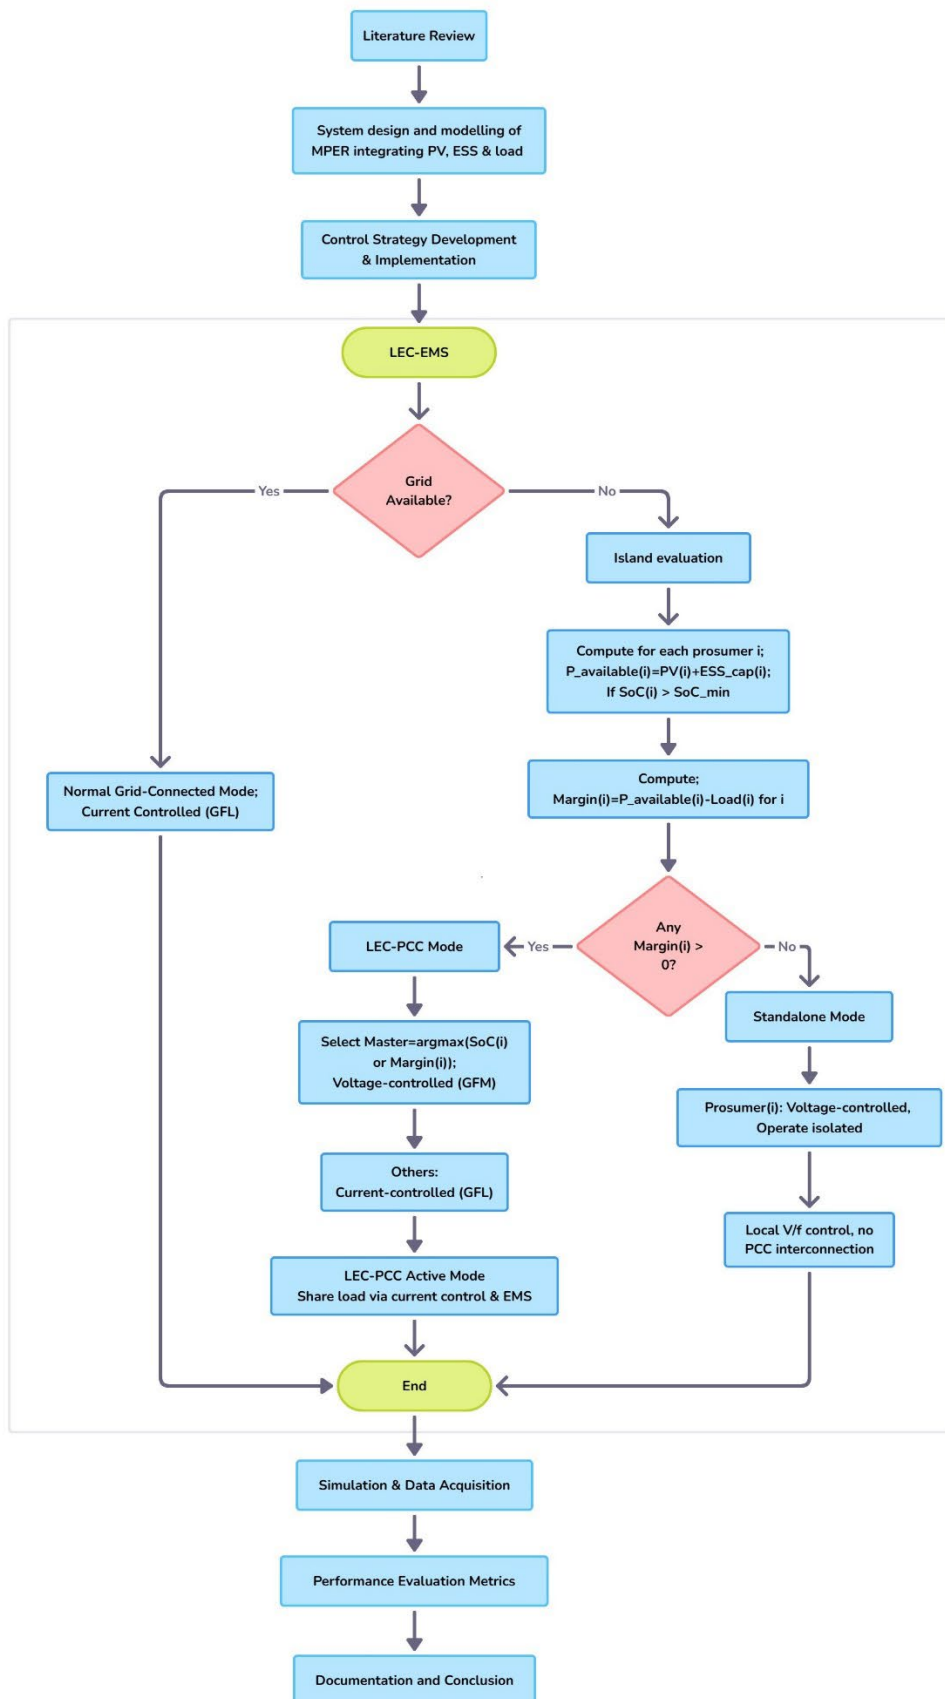 Literature Review
System design and modelling of
MPER integrating PV, ESS & load
Control Strategy Development
& Implementation
LEC-EMS
Grid
Available?
Yes
No
Island evaluation
Compute for each prosumer i;
P_available(i)=PV(i)+ESS_cap(i);
If SoC(i) > SoC_min
Normal Grid-Connected Mode;
Current Controlled (GFL)
Compute;
Margin(i)=P_available(i)-Load(i) for i
Any
Margin(i) >
0?
Yes
No
LEC-PCC Mode
Standalone Mode
Select Master=argmax(SoC(i)
or Margin(i));
Voltage-controlled (GFM)
Prosumer(i): Voltage-controlled,
Operate isolated
Others:
Current-controlled (GFL)
Local V/f control, no
PCC interconnection
LEC-PCC Active Mode
Share load via current control & EMS
End
Simulation & Data Acquisition
Performance Evaluation Metrics
Documentation and Conclusion